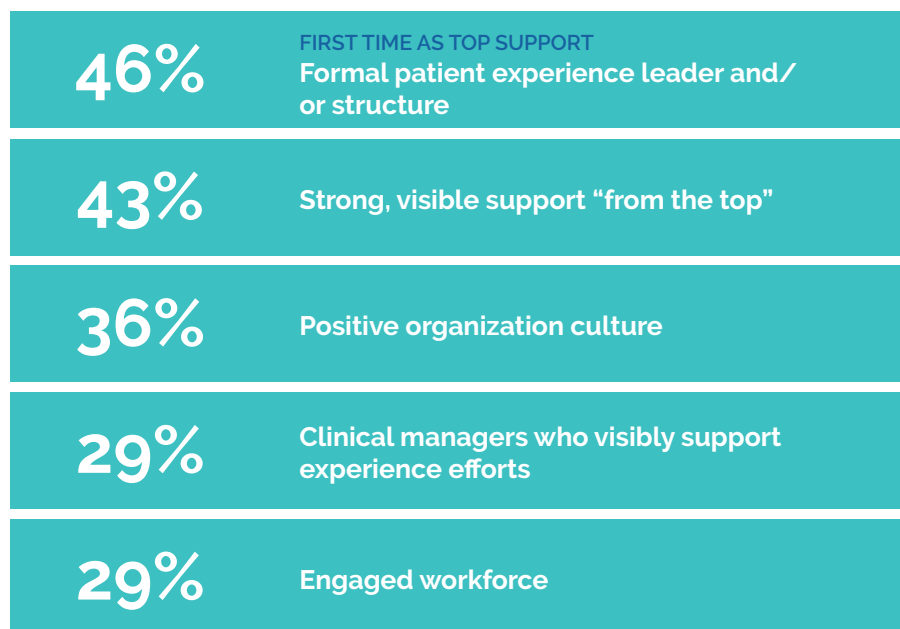 46%
FIRST TIME AS TOP SUPPORT
Formal patient experience leader and/
or structure
43%
Strong, visible support “from the top”
36%
Positive organization culture
29%
Clinical managers who visibly support
experience efforts
29%
Engaged workforce